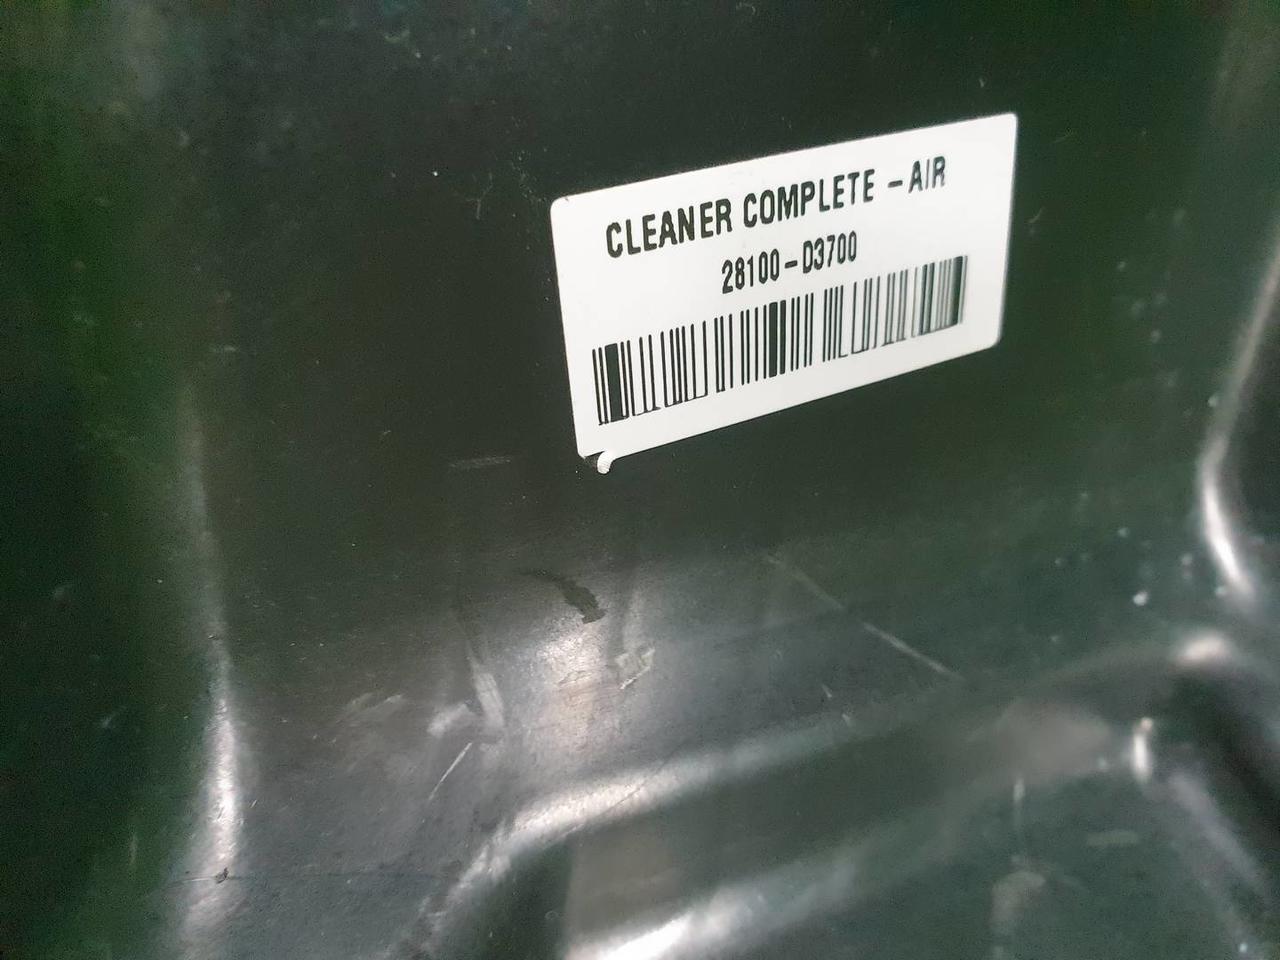 CLEANER COMPLETE -AIR
28100-D3700